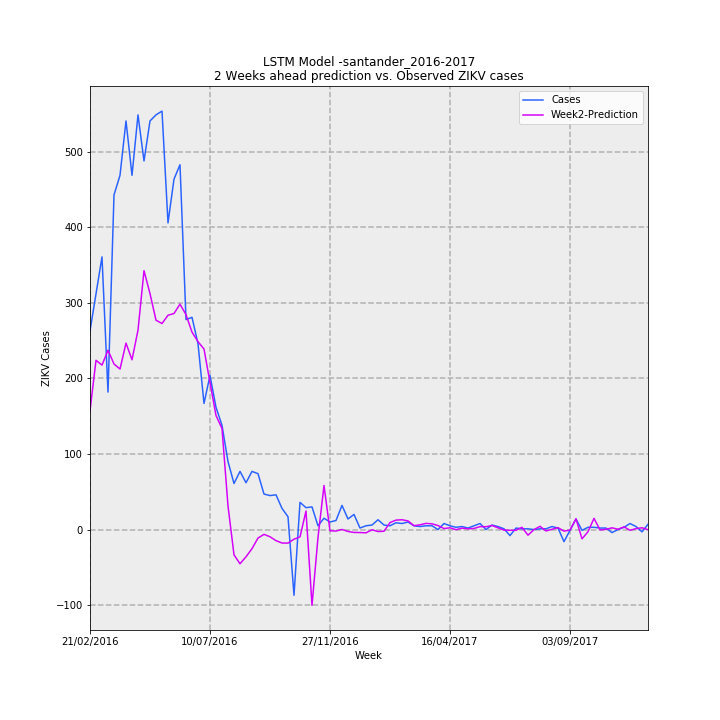 LSTM Model -santander_2016-2017
2 Weeks ahead prediction vs. Observed ZIKV cases
Cases
Week2-Prediction
ZIKV Cases
500
400
300
200
100
0
−100
21/02/2016 10/07/2016 27/11/2016 16/04/2017 03/09/2017
Week